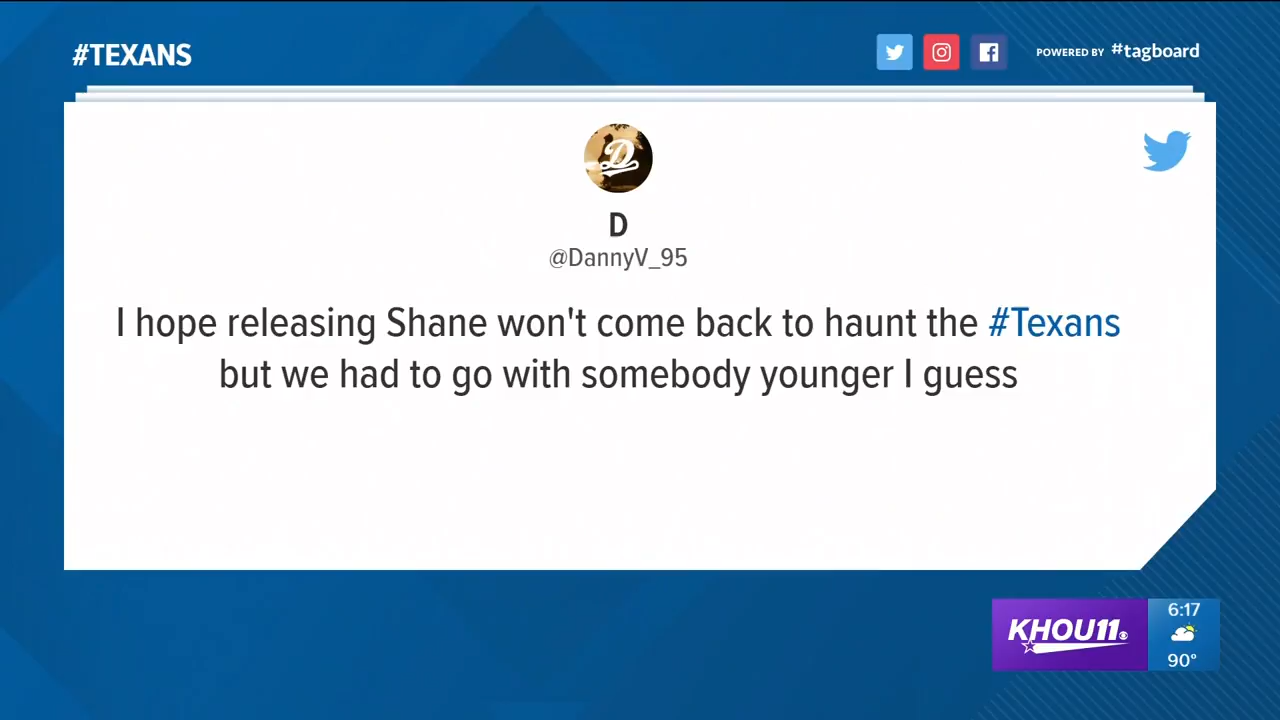 #TEXANS
POWERED BY #tagboard
D
D
@DannyV_95
I hope releasing Shane won't come back to haunt the #Texans
but we had to go with somebody younger I guess
KHOU11
6:17
90°